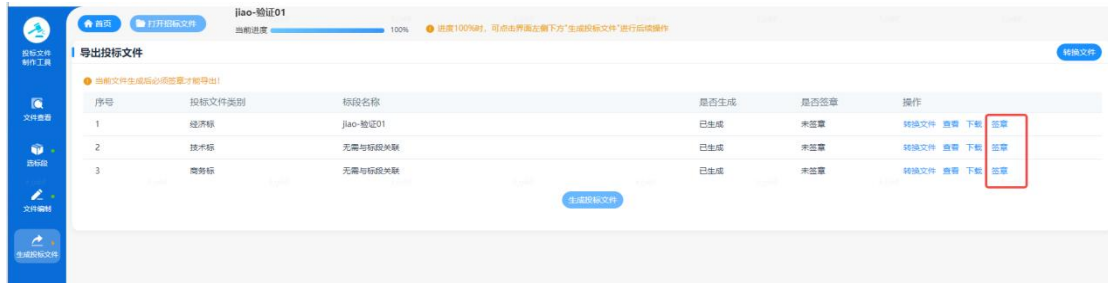 jiao-验证01
首页
打开招标文件
当前进度
100%
进度100%时，可点击界面左侧下方"生成投标文件"进行后续操作
投标文件
制作工具
导出投标文件
转换文件
当前文件生成后必须签章才能导出!
序号 投标文件类别 标段名称 是否生成 是否签章 操作
文件查看
1 经济标 jiao-验证01 已生成 未签章 转换文件 查看 下载 签章
2 技术标 无需与标段关联 已生成 未签章 转换文件 查看 下载 签章
选标段
3 商务标 无需与标段关联 已生成 未签章 转换文件 查看 下载 签章
文件编制
生成投标文件
生成投标文件